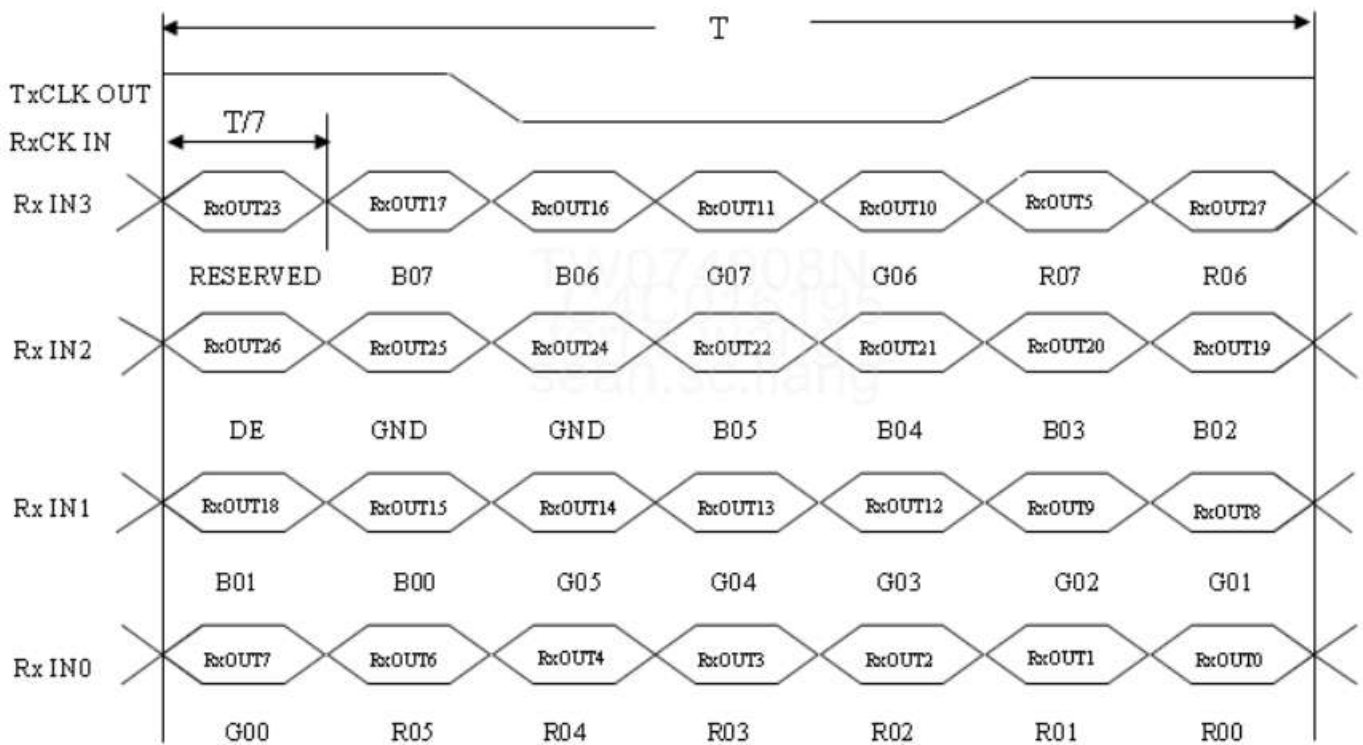 T
TxCLK OUT
T/7
RxCK IN
Rx IN3 RxOUT23 RxOUT17 RxOUT16 RxOUT11 RxOUT10 RxOUT5 RxOUT27
RESERVED B07 B06 G07 G06 R07 R06
Rx IN2 RxOUT26 RxOUT25 RxOUT24 RxOUT22 RxOUT21 RxOUT20 RxOUT19
DE GND GND B05 B04 B03 B02
Rx IN1 RxOUT18 RxOUT15 RxOUT14 RxOUT13 RxOUT12 RxOUT9 RxOUT8
B01 B00 G05 G04 G03 G02 G01
Rx IN0 RxOUT7 RxOUT6 RxOUT4 RxOUT3 RxOUT2 RxOUT1 RxOUT0
G00 R05 R04 R03 R02 R01 R00